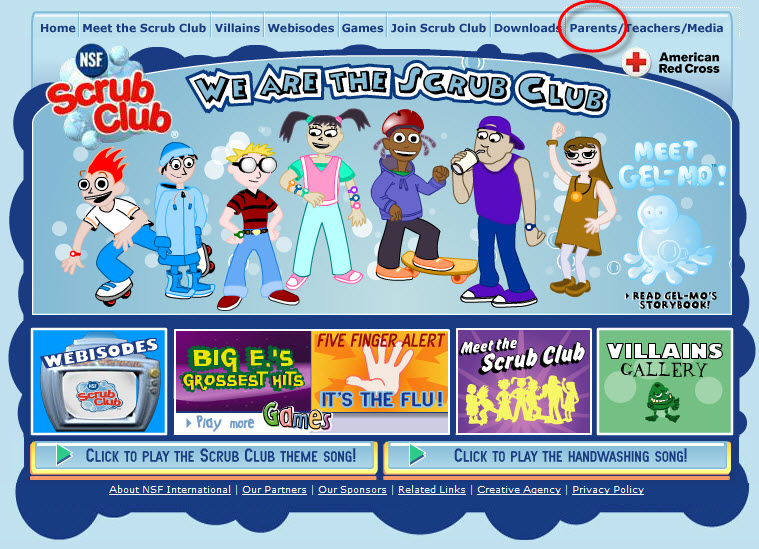 Home | Meet the Scrub Club | Villains | Webisodes | Games | Join Scrub Club | Downloads | Parents/Teachers/Media
NSF
Scrub
Club®
WE ARE THE SCRUB CLUB
American
Red Cross
MEET
GEL-MO™!
READ GEL-MO'S
STORYBOOK!
WEBISODES
NSF
Scrub
Club
BIG E.'S
GROSSEST HITS
FIVE FINGER ALERT
IT'S THE FLU!
Play more Games
Meet the
Scrub Club
VILLAINS
GALLERY
CLICK TO PLAY THE SCRUB CLUB THEME SONG!
CLICK TO PLAY THE HANDWASHING SONG!
About NSF International | Our Partners | Our Sponsors | Related Links | Creative Agency | Privacy Policy